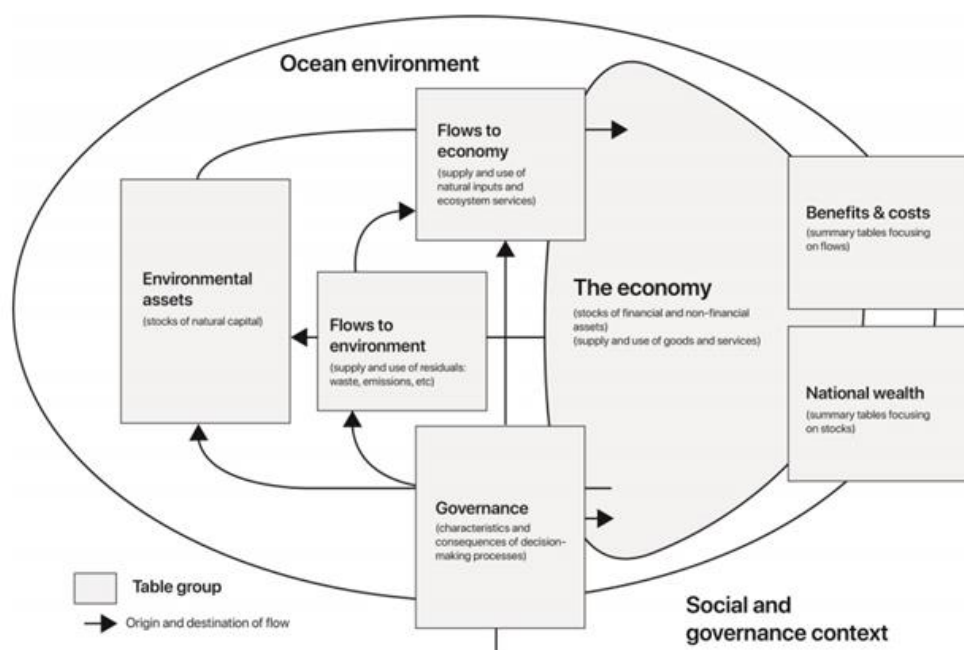 Ocean environment
Flows to
economy
(supply and use of
natural inputs and
ecosystem services)
Benefits & costs
(summary tables focusing
on flows)
Environmental
assets
(stocks of natural capital)
The economy
(stocks of financial and non-financial
assets)
(supply and use of goods and services)
Flows to
environment
(supply and use of residuals:
waste, emissions, etc)
National wealth
(summary tables focusing
on stocks)
Governance
(characteristics and
consequences of decision-
making processes)
Table group
Origin and destination of flow
Social and
governance context